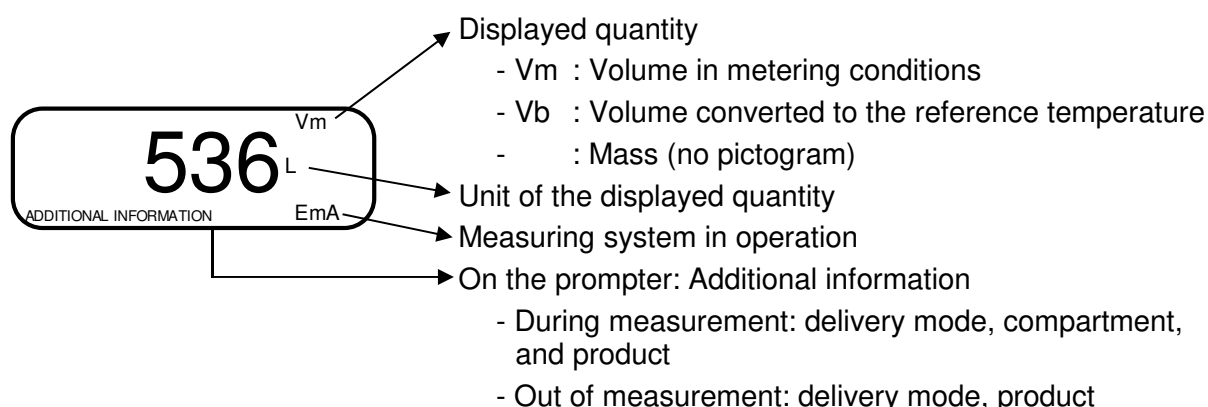 Displayed quantity
- Vm : Volume in metering conditions
- Vb : Volume converted to the reference temperature
- : Mass (no pictogram)
Vm
536 L
ADDITIONAL INFORMATION EmA
Unit of the displayed quantity
Measuring system in operation
On the prompter: Additional information
- During measurement: delivery mode, compartment,
and product
- Out of measurement: delivery mode, product